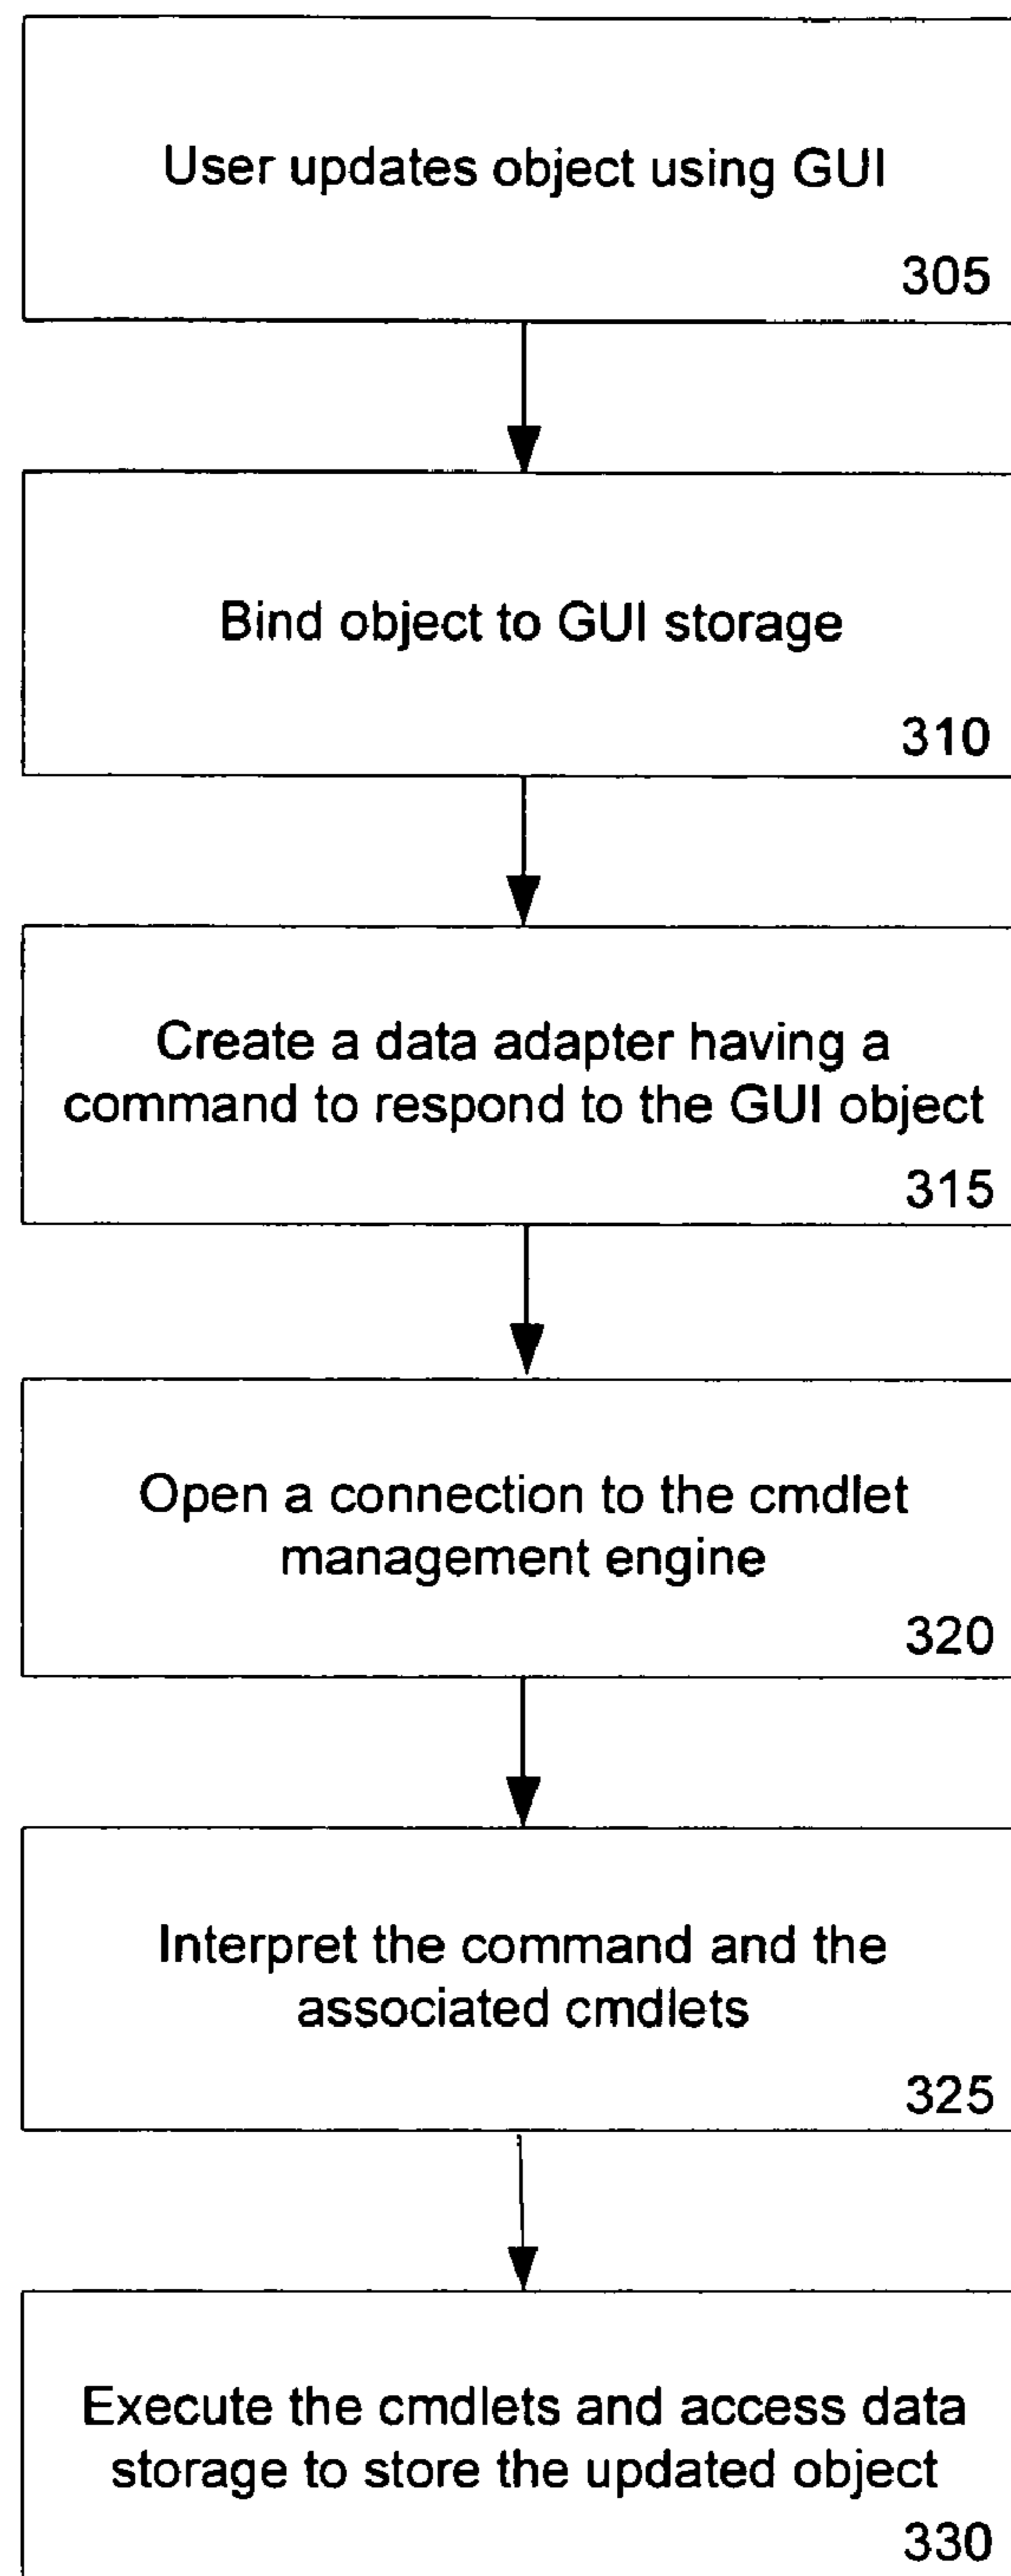 User updates object using GUI
305
Bind object to GUI storage
310
Create a data adapter having a
command to respond to the GUI object
315
Open a connection to the cmdlet
management engine
320
Interpret the command and the
associated cmdlets
325
Execute the cmdlets and access data
storage to store the updated object
330